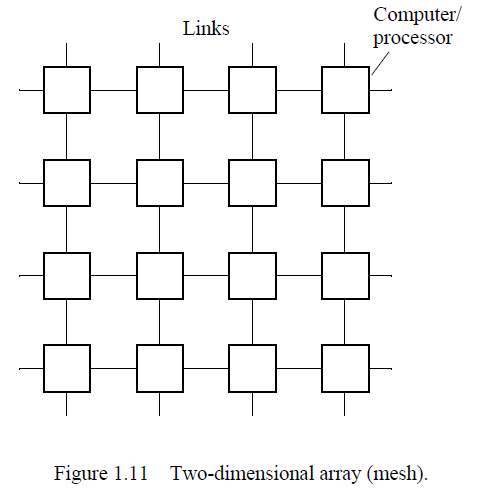 Links
Computer/
processor
Figure 1.11 Two-dimensional array (mesh).